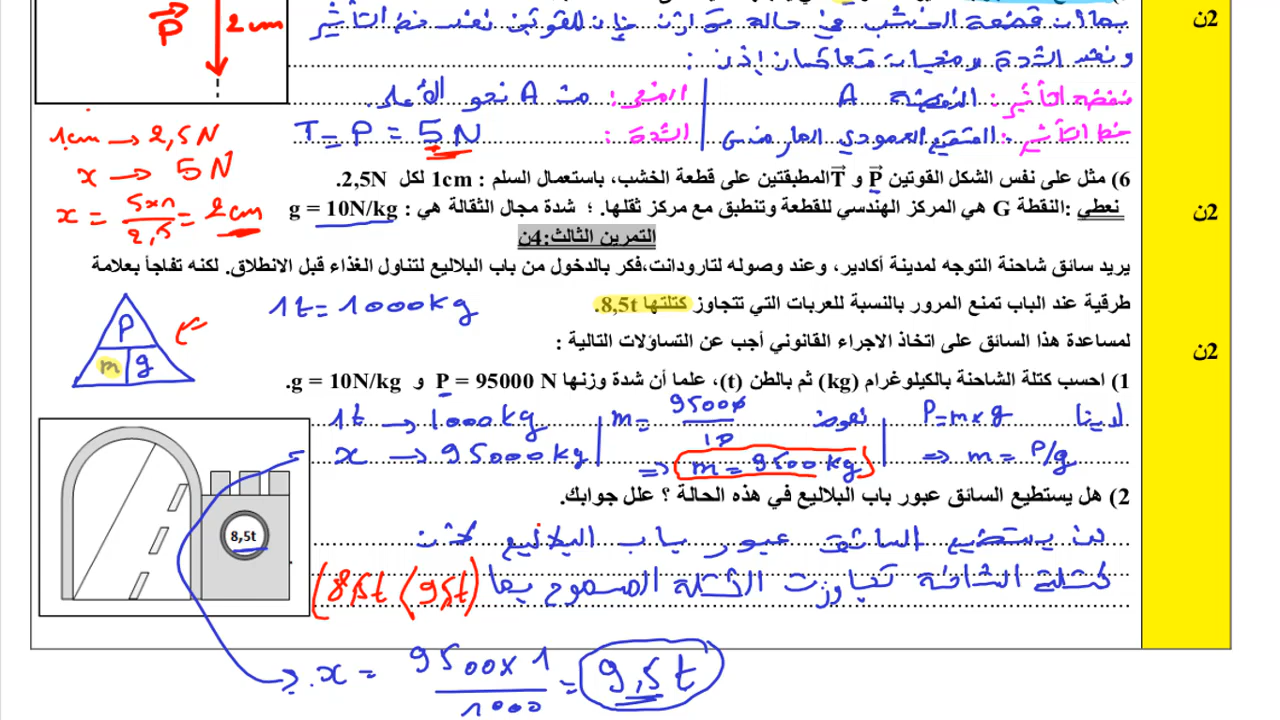 2ن
بما أن قطعة الخشب في حالة توازن فإن للقوتين نفس خط التأثير
P 2cm
و نفس الشدة و منحيان متعاكسان إذن :
نقطة التأثير : النقطة A المنحى : من A نحو الأعلى.
خط التأثير : المستقيم العمودي المار من T = P = 5N الشدة :
1cm → 2,5N
x → 5N
x = 5x1/2,5 = 2cm
6) مثل على نفس الشكل القوتين P و T المطبقتين على قطعة الخشب، باستعمال السلم : 1cm لكل 2,5N.
2ن
نعطي :النقطة G هي المركز الهندسي للقطعة وتنطبق مع مركز ثقلها. ؛ شدة مجال الثقالة هي : g = 10N/kg
التمرين الثالث:4ن
يريد سائق شاحنة التوجه لمدينة أكادير، وعند وصوله لتارودانت،فكر بالدخول من باب البلاليع لتناول الغذاء قبل الانطلاق. لكنه تفاجأ بعلامة
طرقية عند الباب تمنع المرور بالنسبة للعربات التي تتجاوز كتلتها 8,5t.
1t = 1000kg
P
m g
لمساعدة هذا السائق على اتخاذ الاجراء القانوني أجب عن التساؤلات التالية :
2ن
1) احسب كتلة الشاحنة بالكيلوغرام (kg) ثم بالطن (t)، علما أن شدة وزنها P = 95000 N و g = 10N/kg.
لدينا P=m x g
=> m = P/g
نعوض m = 95000/10
=> m = 9500 kg
1t → 1000kg
x → 95000kg
2) هل يستطيع السائق عبور باب البلاليع في هذه الحالة ؟ علل جوابك.
لن يستطيع السائق عبور باب البلاليع لأن
كتلة الشاحنة تجاوزت الكتلة المسموح بها (8,5t ⟨ 9,5t)
8,5t
x = 9500 x 1/1000 = 9,5t